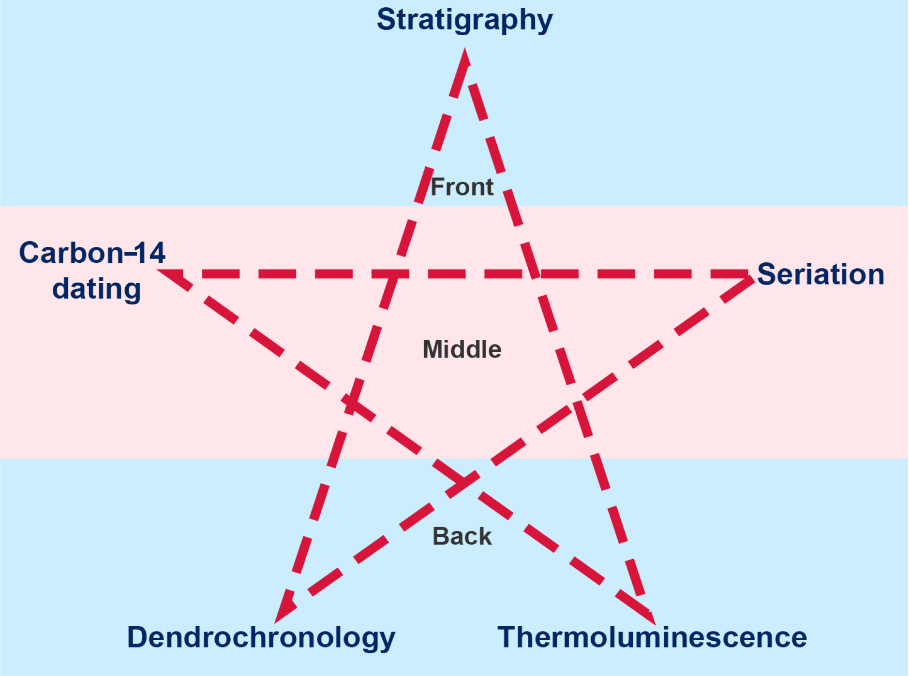 Stratigraphy
Front
Carbon-14
dating
Seriation
Middle
Back
Dendrochronology
Thermoluminescence